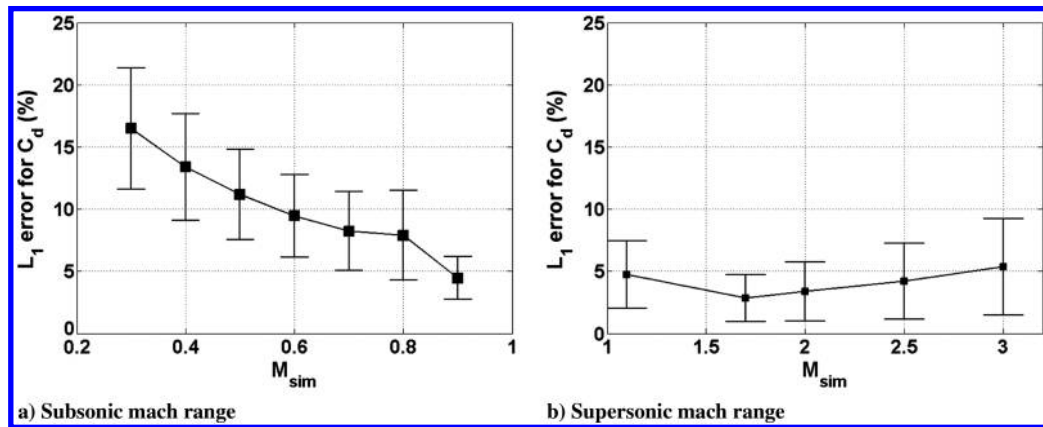 25
20
15
10
5
0
L1 error for Cd (%)
0.2 0.4 0.6 0.8 1
Msim
a) Subsonic mach range
25
20
15
10
5
0
L1 error for Cd (%)
1 1.5 2 2.5 3
Msim
b) Supersonic mach range